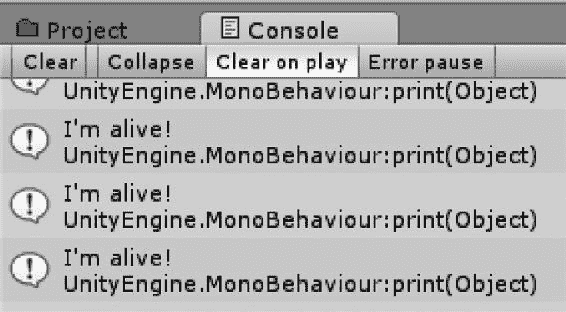 Project Console
Clear Collapse Clear on play Error pause
UnityEngine.MonoBehaviour:print(Object)
I'm alive!
UnityEngine.MonoBehaviour:print(Object)
I'm alive!
UnityEngine.MonoBehaviour:print(Object)
I'm alive!
UnityEngine.MonoBehaviour:print(Object)